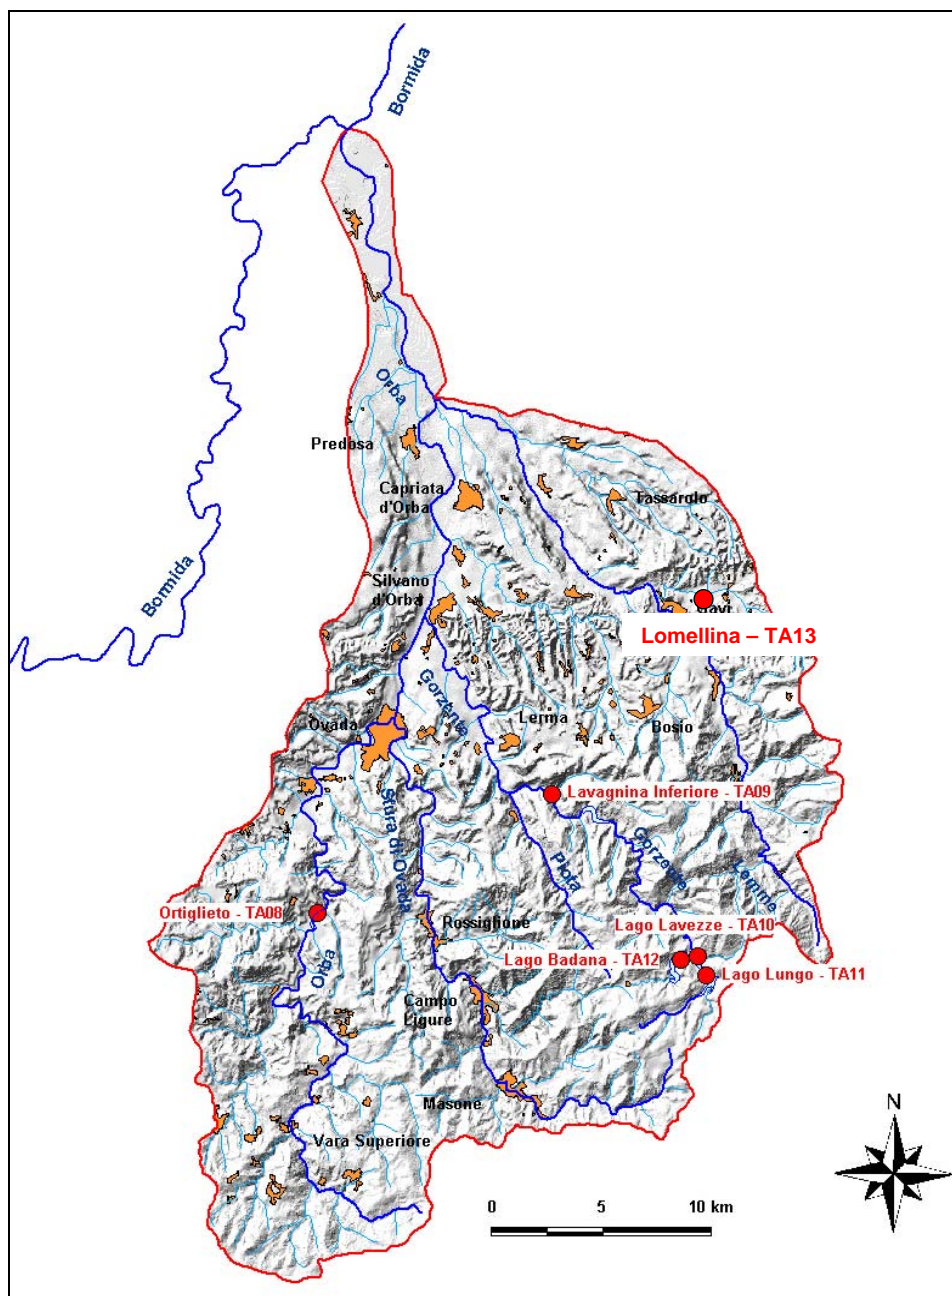 Bormida
Orba
Predosa
Capriata
d'Orba
Tassarolo
Silvano
d'Orba
Bormida
Gavi
Lomellina – TA13
Gorzente
Lerma
Bosio
Ovada
Stura di Ovada
Lavagnina Inferiore - TA09
Gorzente
Piota
Lemme
Ortiglieto - TA08
Rossiglione
Lago Lavezze - TA10
Lago Badana - TA12
Lago Lungo - TA11
Orba
Campo
Ligure
Masone
Vara Superiore
N
0 5 10 km